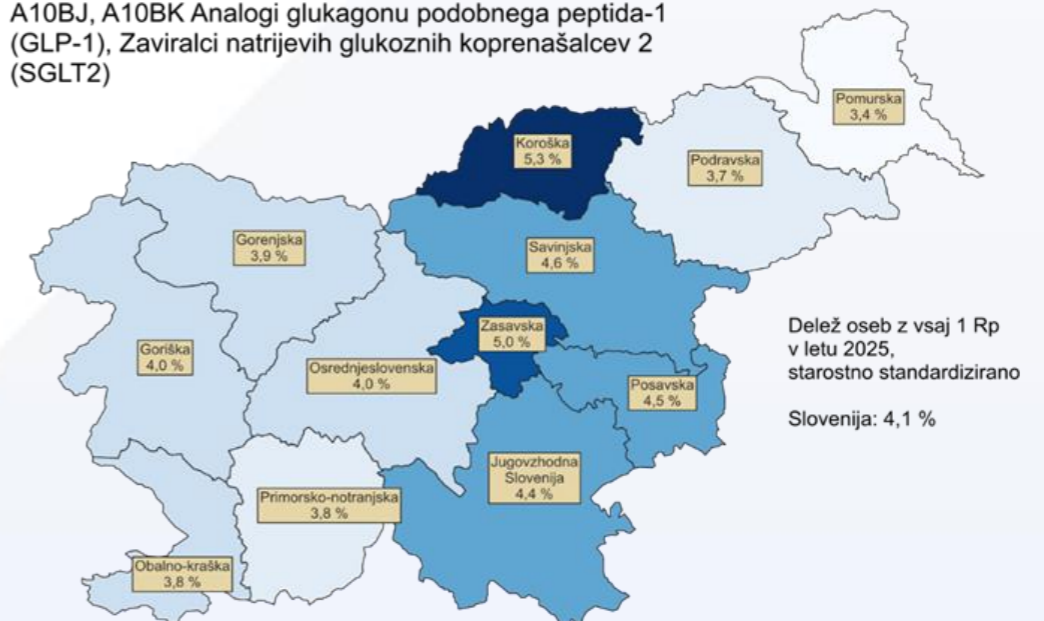 A10BJ, A10BK Analogi glukagonu podobnega peptida-1
(GLP-1), Zaviralci natrijevih glukoznih koprenašalcev 2
(SGLT2)
Pomurska
3,4 %
Koroška
5,3 %
Podravska
3,7 %
Gorenjska
3,9 %
Savinjska
4,6 %
Zasavska
5,0 %
Goriška
4,0 %
Osrednjeslovenska
4,0 %
Posavska
4,5 %
Delež oseb z vsaj 1 Rp
v letu 2025,
starostno standardizirano
Slovenija: 4,1 %
Jugovzhodna
Slovenija
4,4 %
Primorsko-notranjska
3,8 %
Obalno-kraška
3,8 %